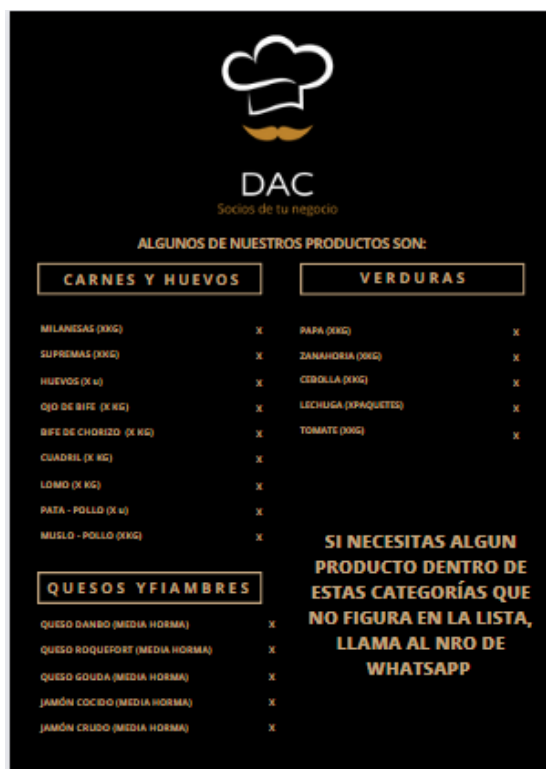 DAC
Socios de tu negocio
ALGUNOS DE NUESTROS PRODUCTOS SON:
CARNES Y HUEVOS
MILANESAS (XKG) X
SUPREMAS (XKG) X
HUEVOS (X u) X
OJO DE BIFE (X KG) X
BIFE DE CHORIZO (X KG) X
CUADRIL (X KG) X
LOMO (X KG) X
PATA - POLLO (X u) X
MUSLO - POLLO (XKG) X
QUESOS YFIAMBRES
QUESO DANBO (MEDIA HORMA) X
QUESO ROQUEFORT (MEDIA HORMA) X
QUESO GOUDA (MEDIA HORMA) X
JAMÓN COCIDO (MEDIA HORMA) X
JAMÓN CRUDO (MEDIA HORMA) X
VERDURAS
PAPA (XKG) X
ZANAHORIA (XKG) X
CEBOLLA (XKG) X
LECHUGA (XPAQUETES) X
TOMATE (XKG) X
SI NECESITAS ALGUN
PRODUCTO DENTRO DE
ESTAS CATEGORÍAS QUE
NO FIGURA EN LA LISTA,
LLAMA AL NRO DE
WHATSAPP